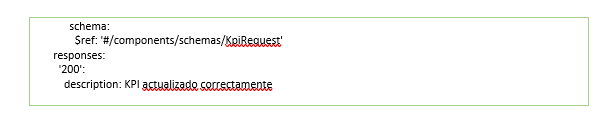 schema:
$ref: '#/components/schemas/KpiRequest'
responses:
'200':
description: KPI actualizado correctamente